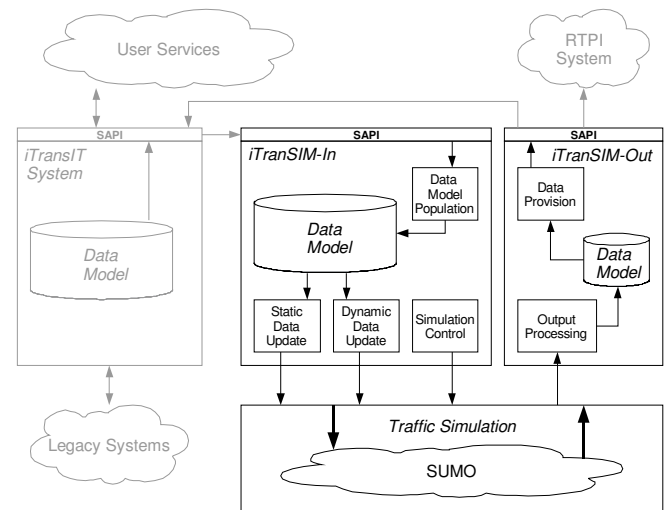 User Services
RTPI
System
SAPI
iTransIT
System
Data
Model
Legacy Systems
SAPI
iTranSIM-In
Data
Model
Population
Data
Model
Static
Data
Update
Dynamic
Data
Update
Simulation
Control
SAPI
iTranSIM-Out
Data
Provision
Data
Model
Output
Processing
Traffic Simulation
SUMO